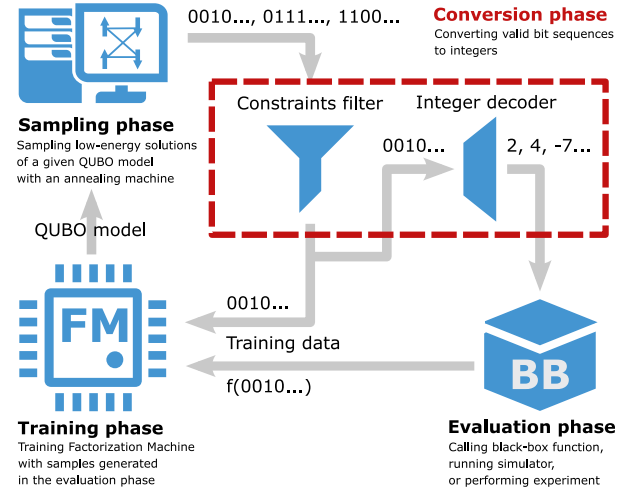 0010..., 0111..., 1100...
Conversion phase
Converting valid bit sequences
to integers
Constraints filter
Integer decoder
0010...
2, 4, -7...
Sampling phase
Sampling low-energy solutions
of a given QUBO model
with an annealing machine
QUBO model
0010...
Training data
f(0010...)
FM
BB
Training phase
Training Factorization Machine
with samples generated
in the evaluation phase
Evaluation phase
Calling black-box function,
running simulator,
or performing experiment